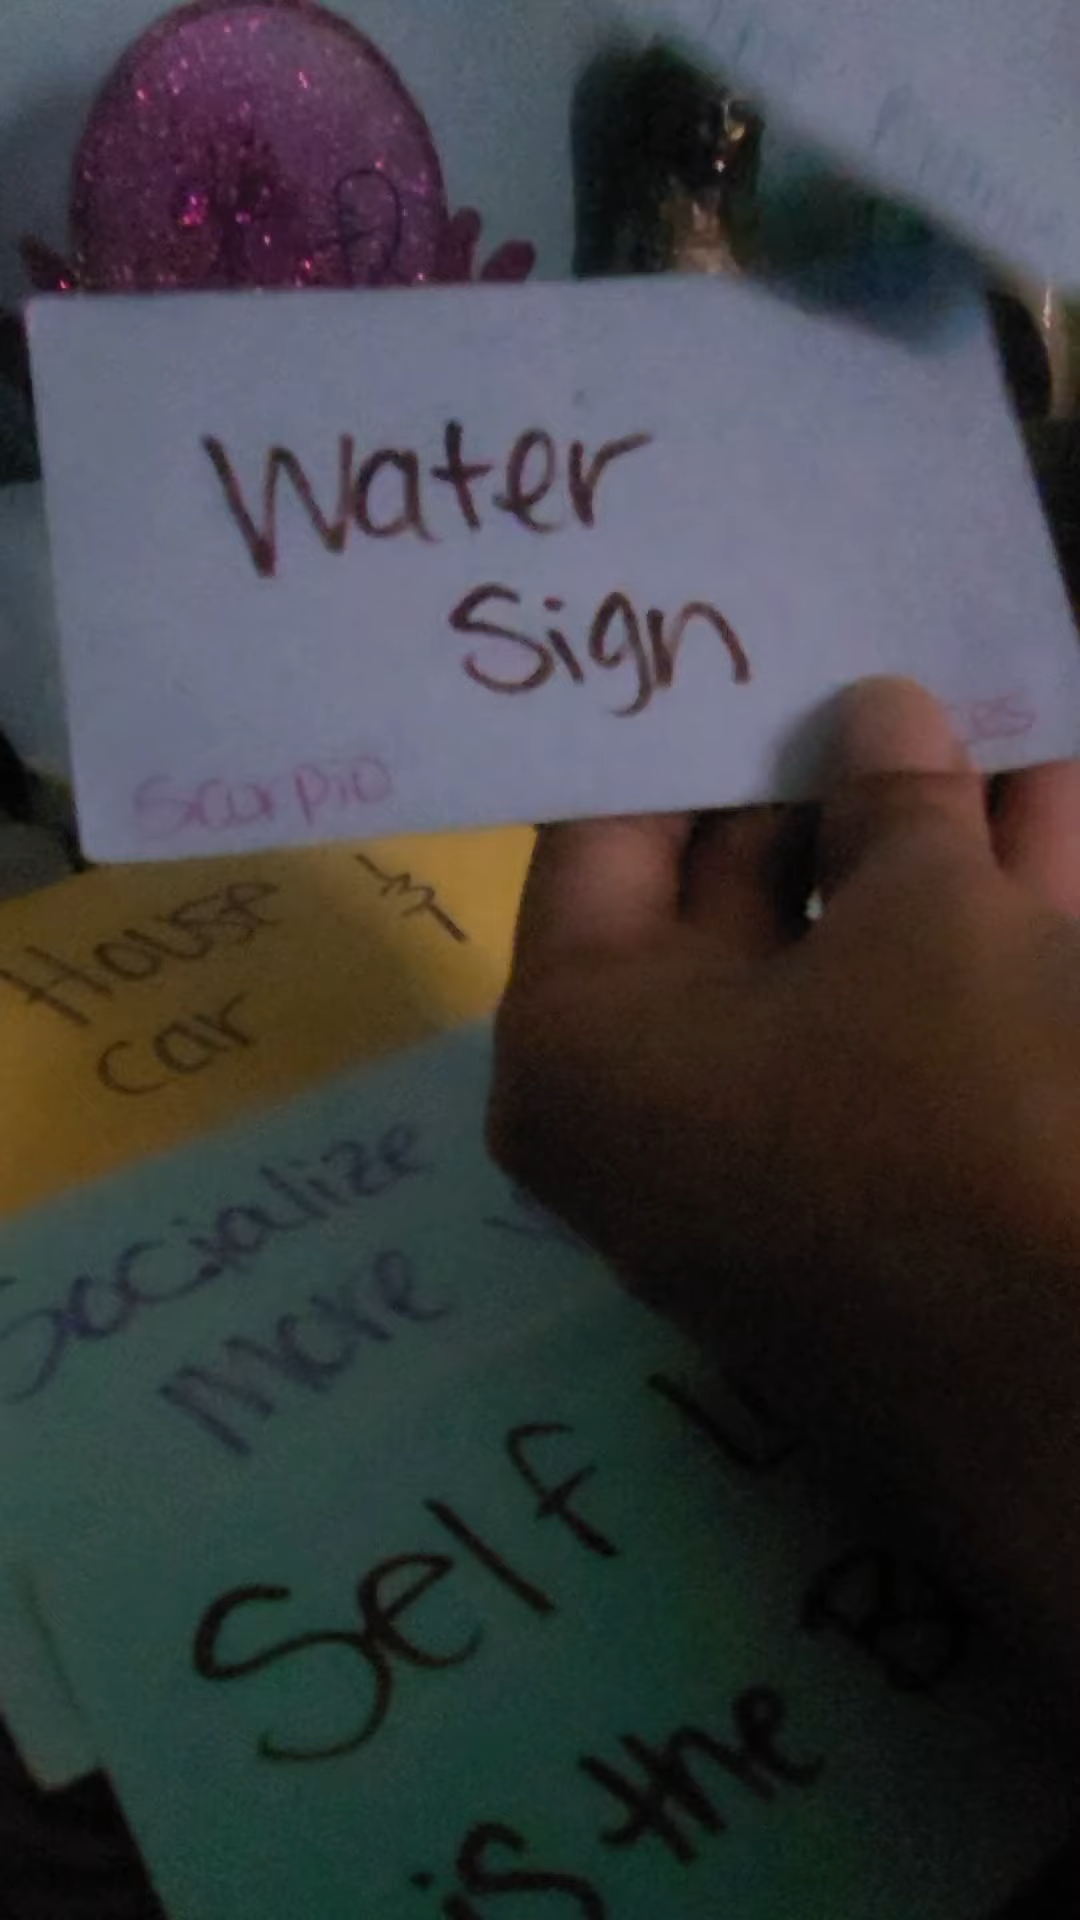 Water
Sign
Scorpio
House &
car
Socialize
More
Self
is the